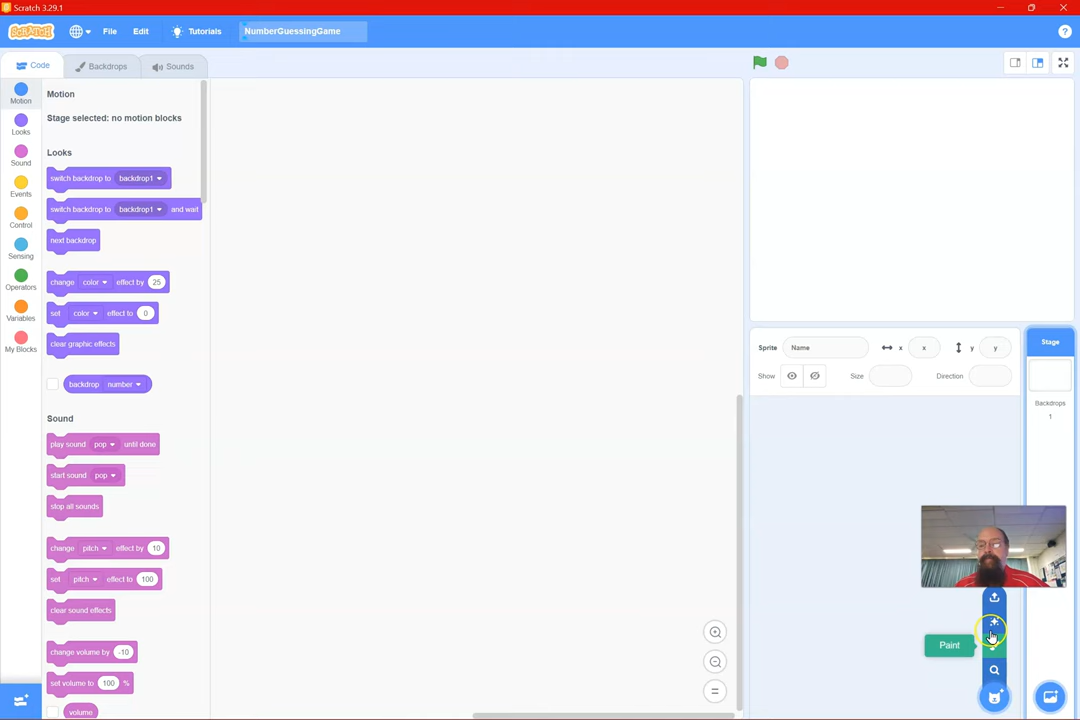 Scratch 3.29.1
SCRATCH File Edit Tutorials NumberGuessingGame ?
Code Backdrops Sounds
Motion
Looks
Sound
Events
Control
Sensing
Operators
Variables
My Blocks
Motion
Stage selected: no motion blocks
Looks
switch backdrop to backdrop1
switch backdrop to backdrop1 and wait
next backdrop
change color effect by 25
set color effect to 0
clear graphic effects
backdrop number
Sound
play sound pop until done
start sound pop
stop all sounds
change pitch effect by 10
set pitch effect to 100
clear sound effects
change volume by -10
set volume to 100 %
volume
Sprite Name x x y y
Show Size Direction
Stage
Backdrops
1
Paint